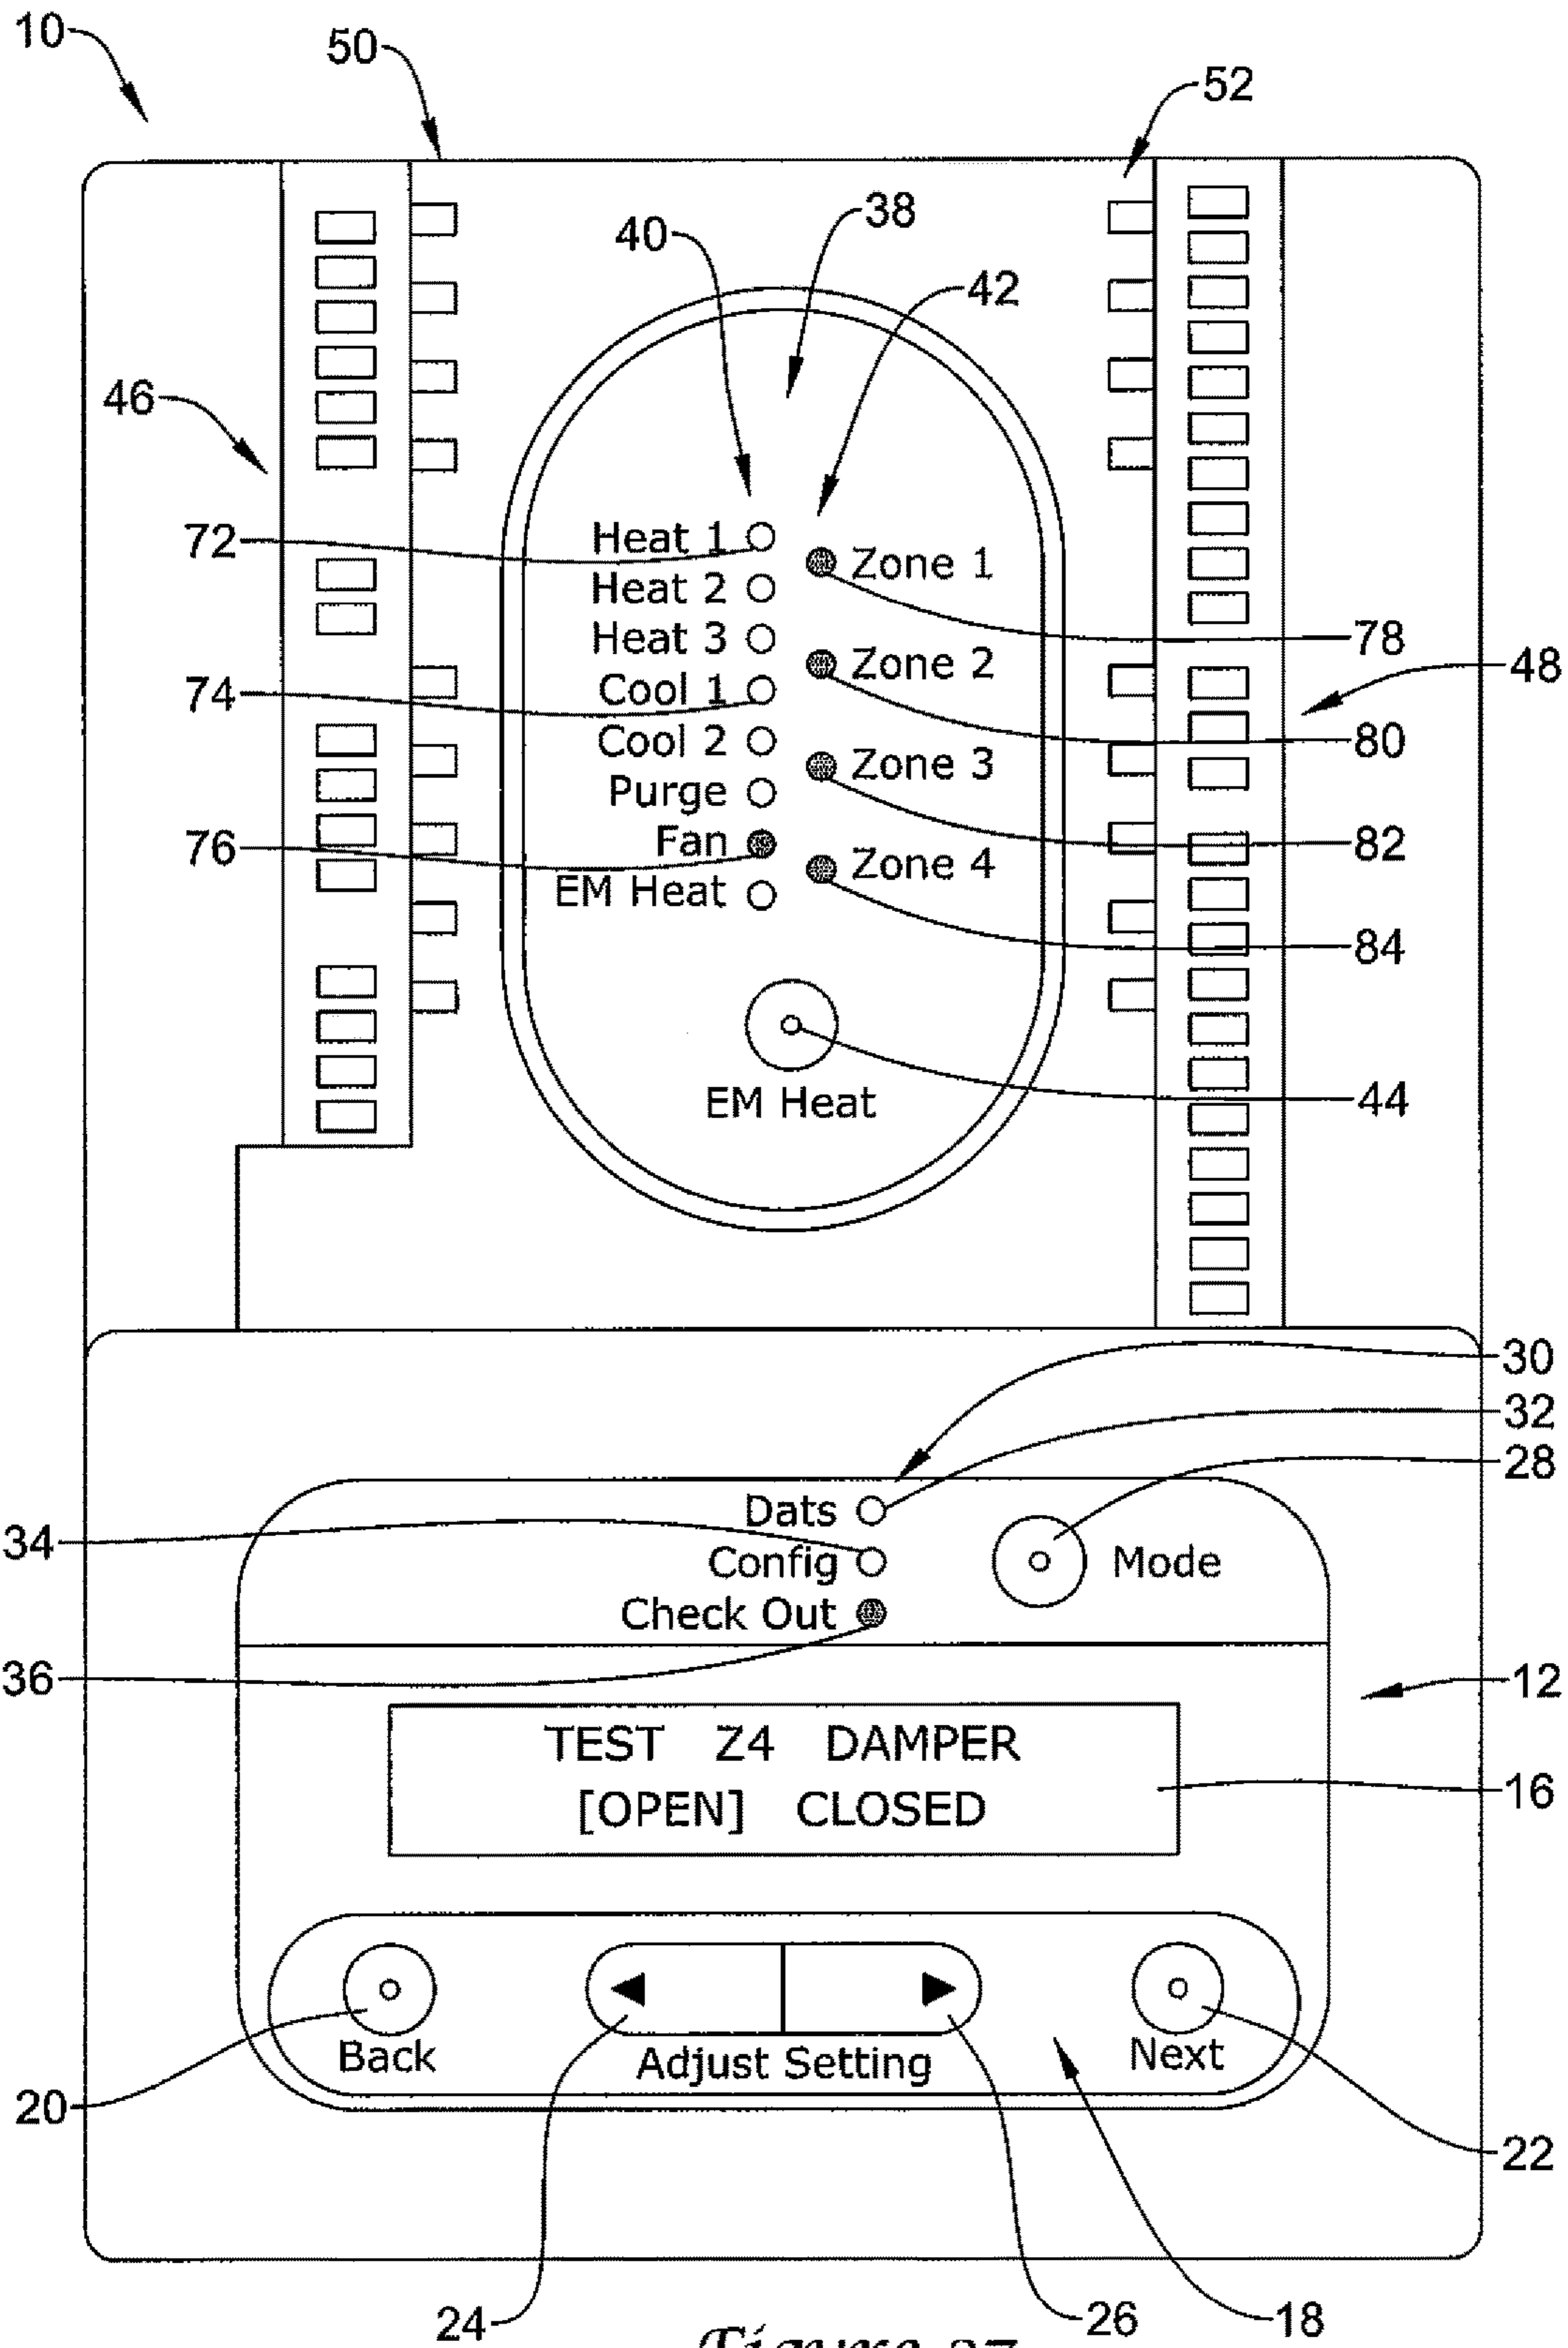 10
50
52
38
40
42
46
72
Heat 1
Zone 1
Heat 2
78
Heat 3
Zone 2
48
74
Cool 1
80
Cool 2
Zone 3
Purge
76
Fan
82
Zone 4
EM Heat
84
EM Heat
44
30
32
28
Dats
34
Config
Mode
Check Out
36
12
TEST Z4 DAMPER
[OPEN] CLOSED
16
Back
Adjust Setting
Next
20
22
24
26
18